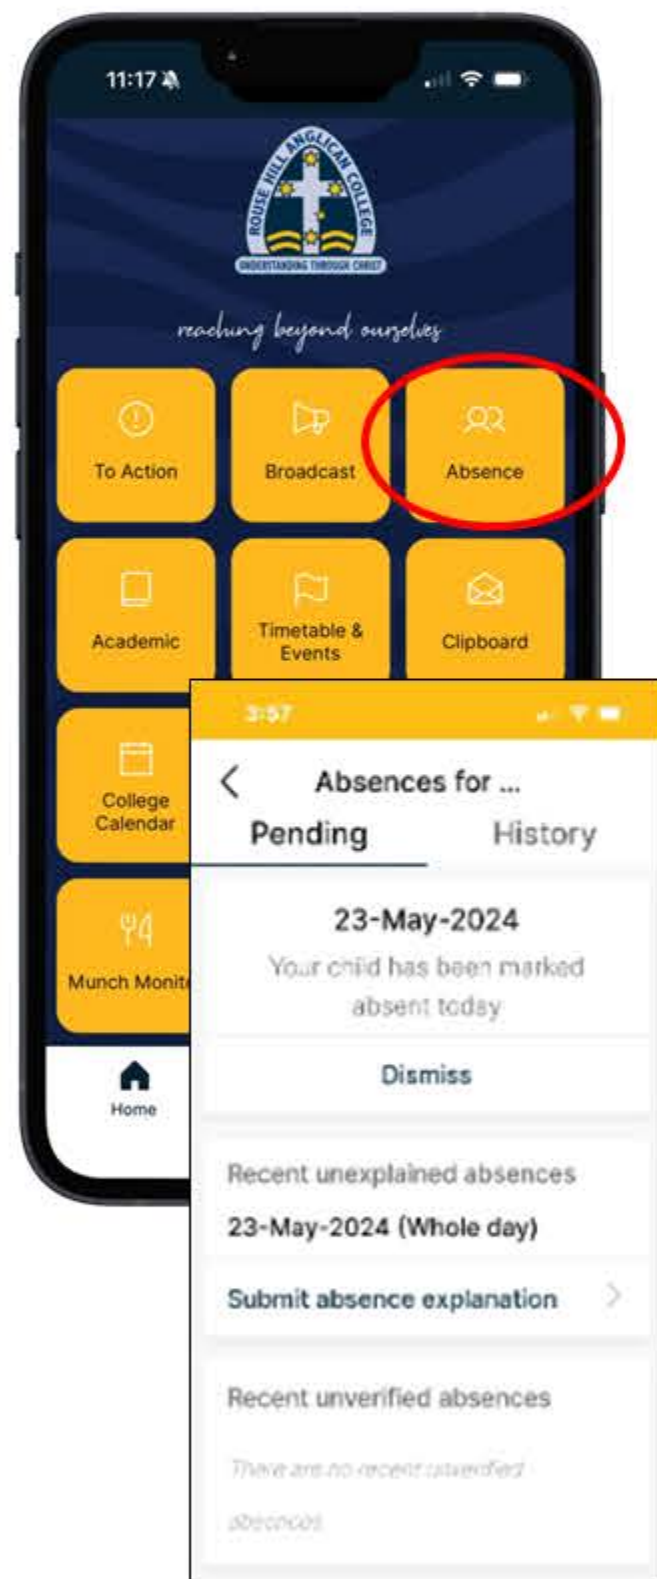 11:17
ROUSE HILL ANGLICAN COLLEGE
UNDERSTANDING THROUGH CHRIST
reaching beyond ourselves
To Action
Broadcast
Absence
Academic
Timetable &
Events
Clipboard
College
Calendar
Munch Monito
Home
3:57
Absences for ...
Pending
History
23-May-2024
Your child has been marked
absent today
Dismiss
Recent unexplained absences
23-May-2024 (Whole day)
Submit absence explanation
Recent unverified absences
There are no recent unverified
absences